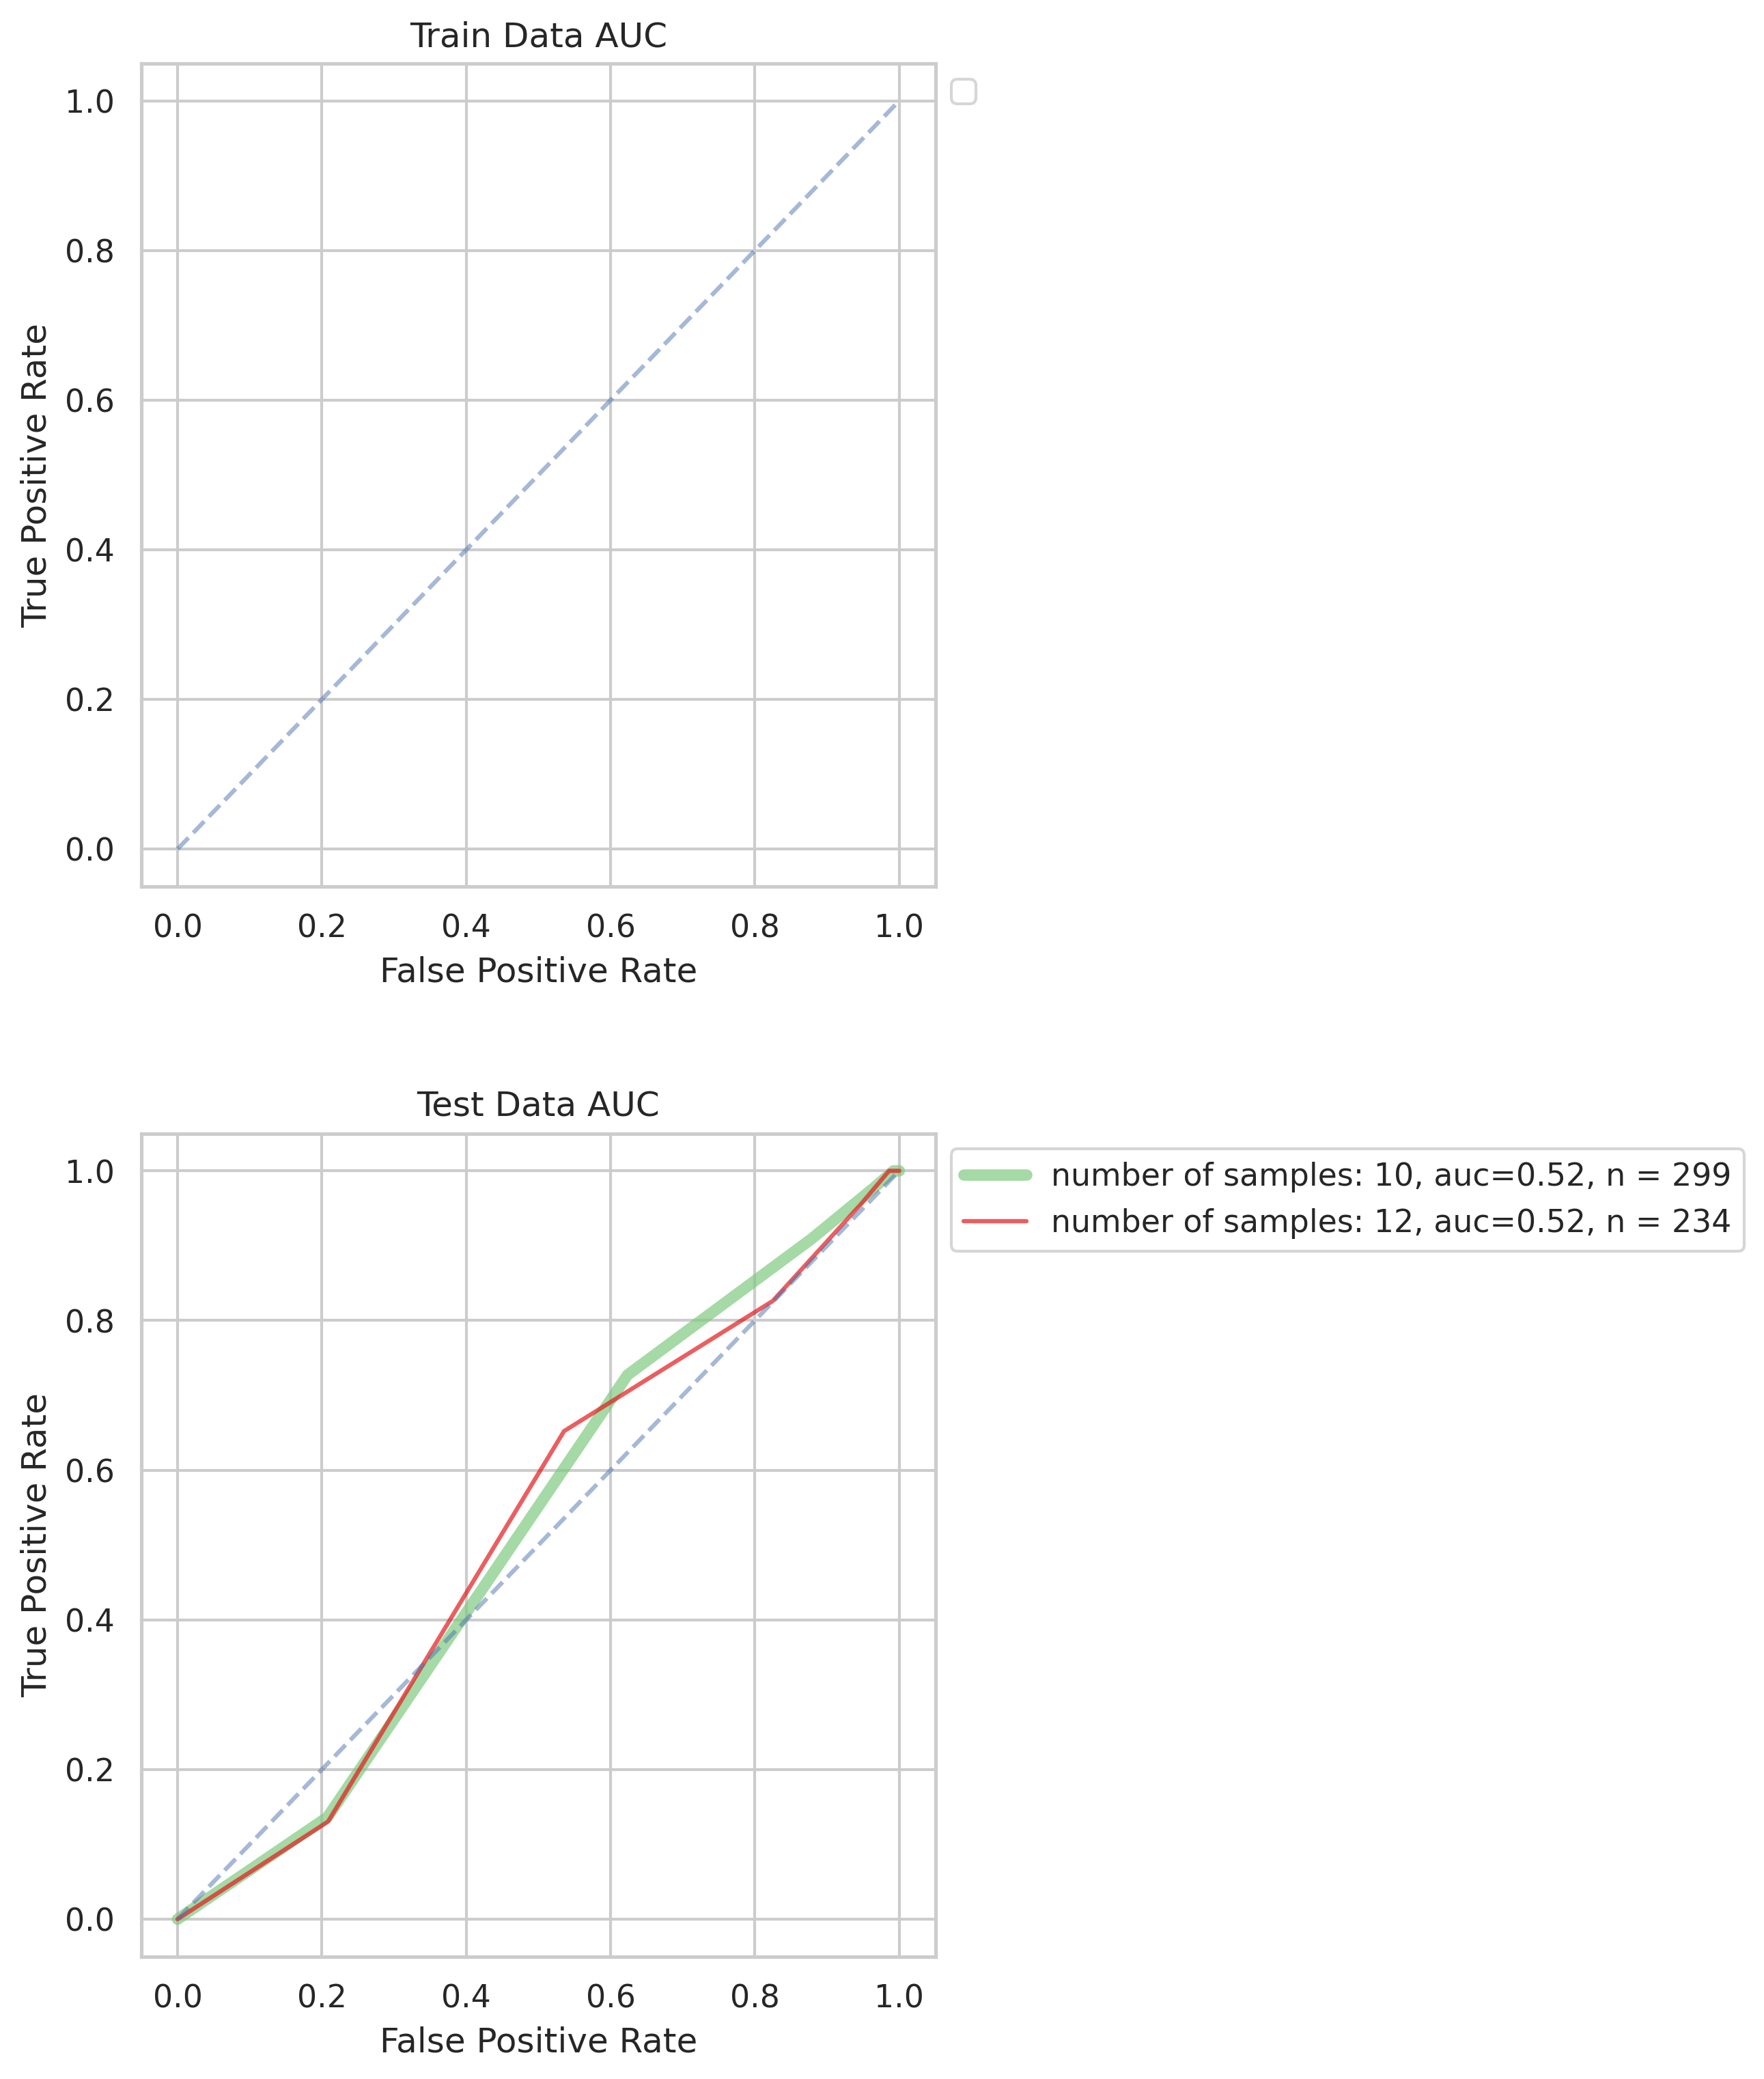 Train Data AUC
True Positive Rate
1.0
0.8
0.6
0.4
0.2
0.0
0.0 0.2 0.4 0.6 0.8 1.0
False Positive Rate
Test Data AUC
number of samples: 10, auc=0.52, n = 299
number of samples: 12, auc=0.52, n = 234
True Positive Rate
1.0
0.8
0.6
0.4
0.2
0.0
0.0 0.2 0.4 0.6 0.8 1.0
False Positive Rate